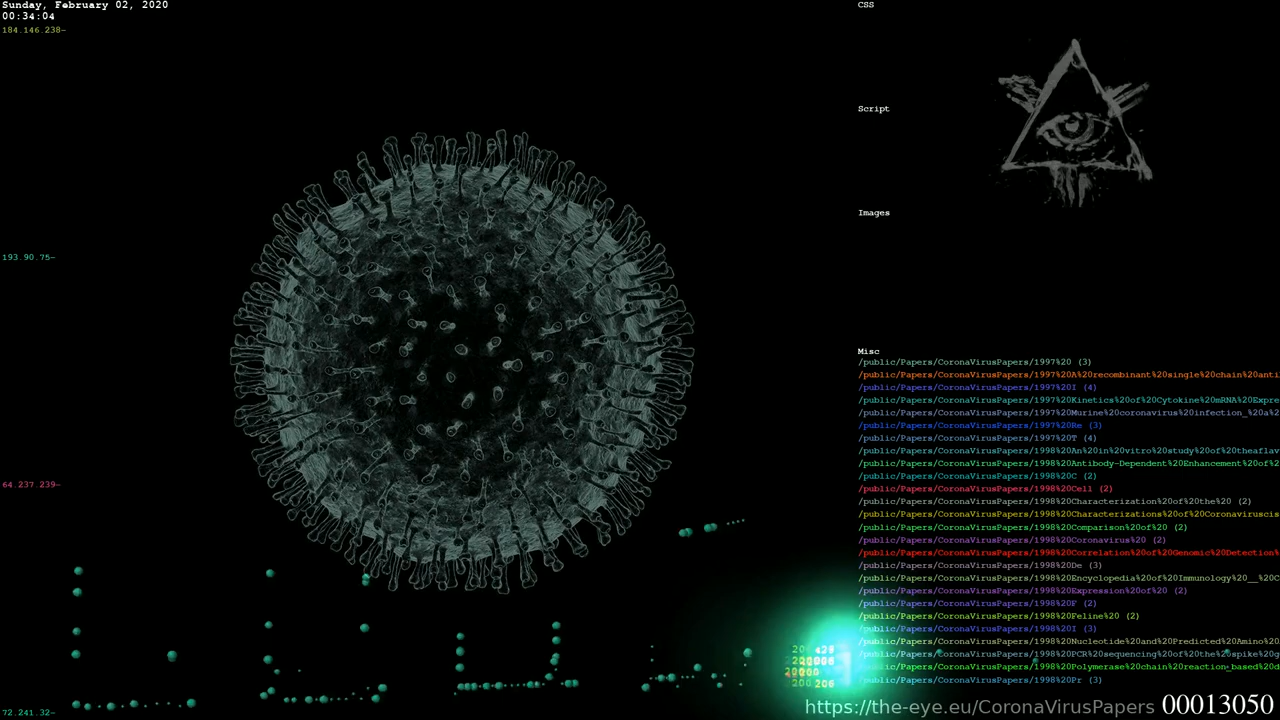 Sunday, February 02, 2020
00:34:04
184.146.238-
193.90.75-
64.237.239-
72.241.32-
CSS
Script
Images
Misc
/public/Papers/CoronaVirusPapers/1997%20 (3)
/public/Papers/CoronaVirusPapers/1997%20A%20recombinant%20single%20chain%20anti
/public/Papers/CoronaVirusPapers/1997%20I (4)
/public/Papers/CoronaVirusPapers/1997%20Kinetics%20of%20Cytokine%20mRNA%20Expre
/public/Papers/CoronaVirusPapers/1997%20Murine%20coronavirus%20infection_%20a%2
/public/Papers/CoronaVirusPapers/1997%20Re (3)
/public/Papers/CoronaVirusPapers/1997%20T (4)
/public/Papers/CoronaVirusPapers/1998%20An%20in%20vitro%20study%20of%20theaflav
/public/Papers/CoronaVirusPapers/1998%20Antibody-Dependent%20Enhancement%20of%2
/public/Papers/CoronaVirusPapers/1998%20C (2)
/public/Papers/CoronaVirusPapers/1998%20Cell (2)
/public/Papers/CoronaVirusPapers/1998%20Characterization%20of%20the%20 (2)
/public/Papers/CoronaVirusPapers/1998%20Characterizations%20of%20Coronaviruscis
/public/Papers/CoronaVirusPapers/1998%20Comparison%20of%20 (2)
/public/Papers/CoronaVirusPapers/1998%20Coronavirus%20 (2)
/public/Papers/CoronaVirusPapers/1998%20Correlation%20of%20Genomic%20Detection%
/public/Papers/CoronaVirusPapers/1998%20De (3)
/public/Papers/CoronaVirusPapers/1998%20Encyclopedia%20of%20Immunology%20__%20C
/public/Papers/CoronaVirusPapers/1998%20Expression%20of%20 (2)
/public/Papers/CoronaVirusPapers/1998%20F (2)
/public/Papers/CoronaVirusPapers/1998%20Feline%20 (2)
/public/Papers/CoronaVirusPapers/1998%20I (3)
/public/Papers/CoronaVirusPapers/1998%20Nucleotide%20and%20Predicted%20Amino%20
/public/Papers/CoronaVirusPapers/1998%20PCR%20sequencing%20of%20the%20spike%20g
/public/Papers/CoronaVirusPapers/1998%20Polymerase%20chain%20reaction_based%20d
/public/Papers/CoronaVirusPapers/1998%20Pr (3)
https://the-eye.eu/CoronaVirusPapers 00013050